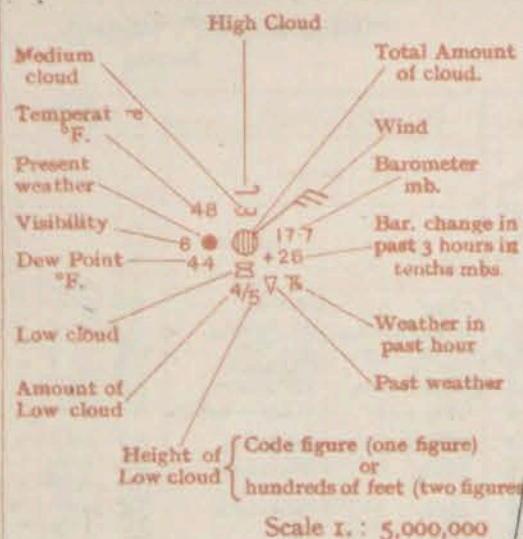 High Cloud
Medium
cloud
Total Amount
of cloud.
Temperat re
°F.
Wind
Present
weather
Barometer
mb.
48
Visibility
6
17.7
Bar. change in
past 3 hours in
tenths mbs.
+26
Dew Point
°F.
44
4/5
Low cloud
Weather in
past hour
Amount of
Low cloud
Past weather
Height of
Low cloud
Code figure (one figure)
or
hundreds of feet (two figures
Scale 1. : 5,000,000